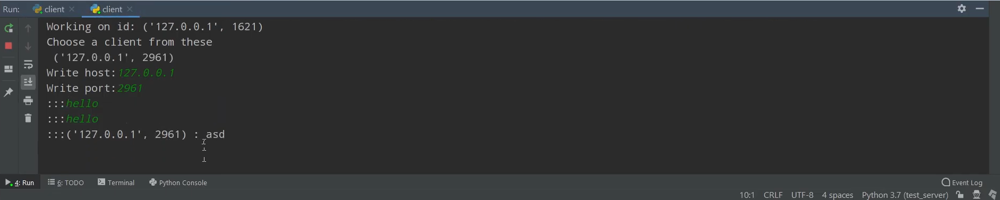 Run: client client
Working on id: ('127.0.0.1', 1621)
Choose a client from these
('127.0.0.1', 2961)
Write host:127.0.0.1
Write port:2961
:::hello
:::hello
:::('127.0.0.1', 2961) : asd
4: Run 6: TODO Terminal Python Console Event Log
10:1 CRLF UTF-8 4 spaces Python 3.7 (test_server)